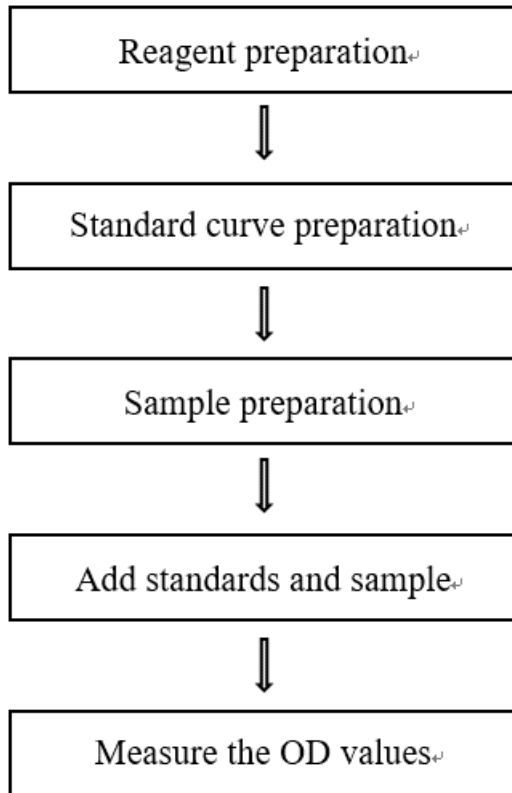 Reagent preparation
Standard curve preparation
Sample preparation
Add standards and sample
Measure the OD values